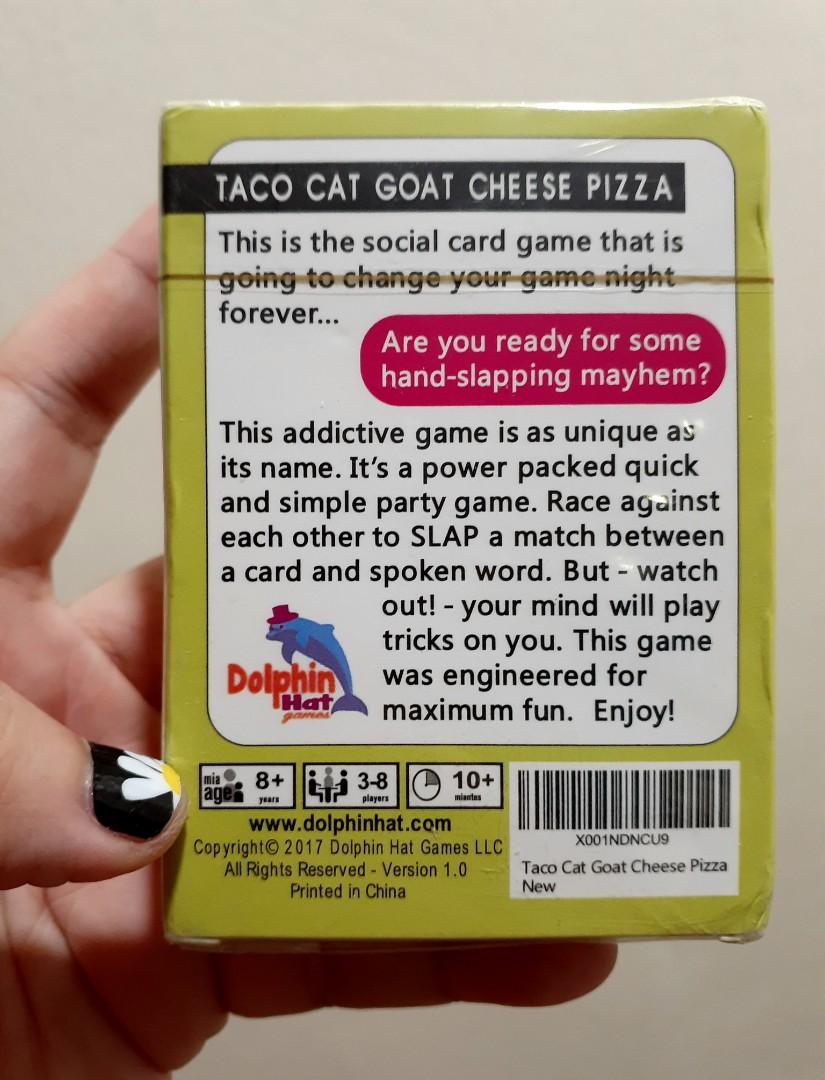 TACO CAT GOAT CHEESE PIZZA
This is the social card game that is
going to change your game night
forever...
Are you ready for some
hand-slapping mayhem?
This addictive game is as unique as
its name. It's a power packed quick
and simple party game. Race against
each other to SLAP a match between
a card and spoken word. But - watch
out! - your mind will play
tricks on you. This game
was engineered for
maximum fun. Enjoy!
Dolphin
Hat
games
mia
age 8+
years
3-8
players
10+
miantes
www.dolphinhat.com
Copyright© 2017 Dolphin Hat Games LLC
All Rights Reserved - Version 1.0
Printed in China
X001NDNCU9
Taco Cat Goat Cheese Pizza
New